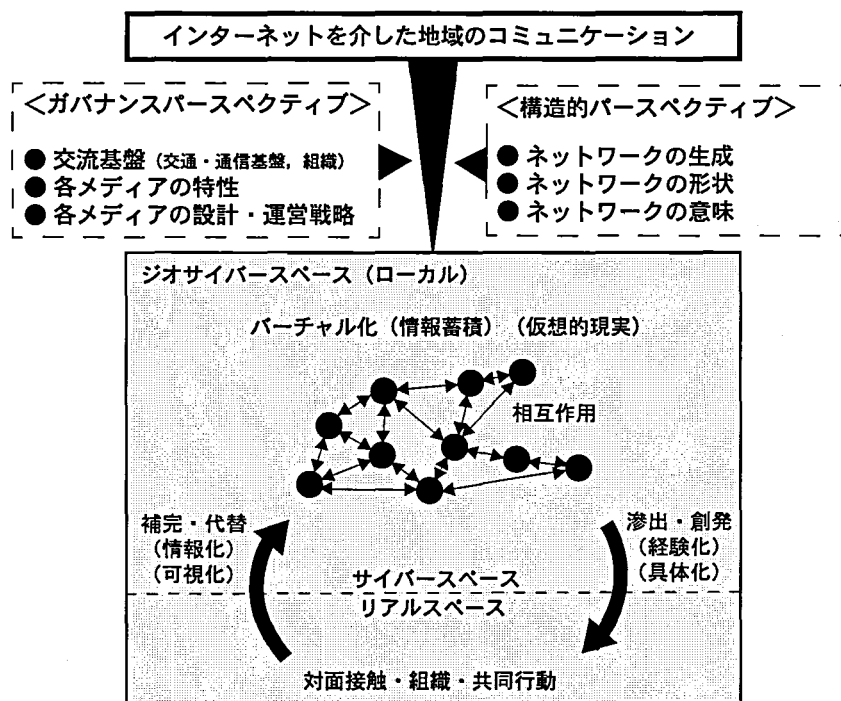 インターネットを介した地域のコミュニケーション
＜ガバナンスパースペクティブ＞
● 交流基盤（交通・通信基盤，組織）
● 各メディアの特性
● 各メディアの設計・運営戦略
＜構造的パースペクティブ＞
● ネットワークの生成
● ネットワークの形状
● ネットワークの意味
ジオサイバースペース（ローカル）
バーチャル化（情報蓄積）（仮想的現実）
相互作用
補完・代替
（情報化）
（可視化）
滲出・創発
（経験化）
（具体化）
サイバースペース
リアルスペース
対面接触・組織・共同行動